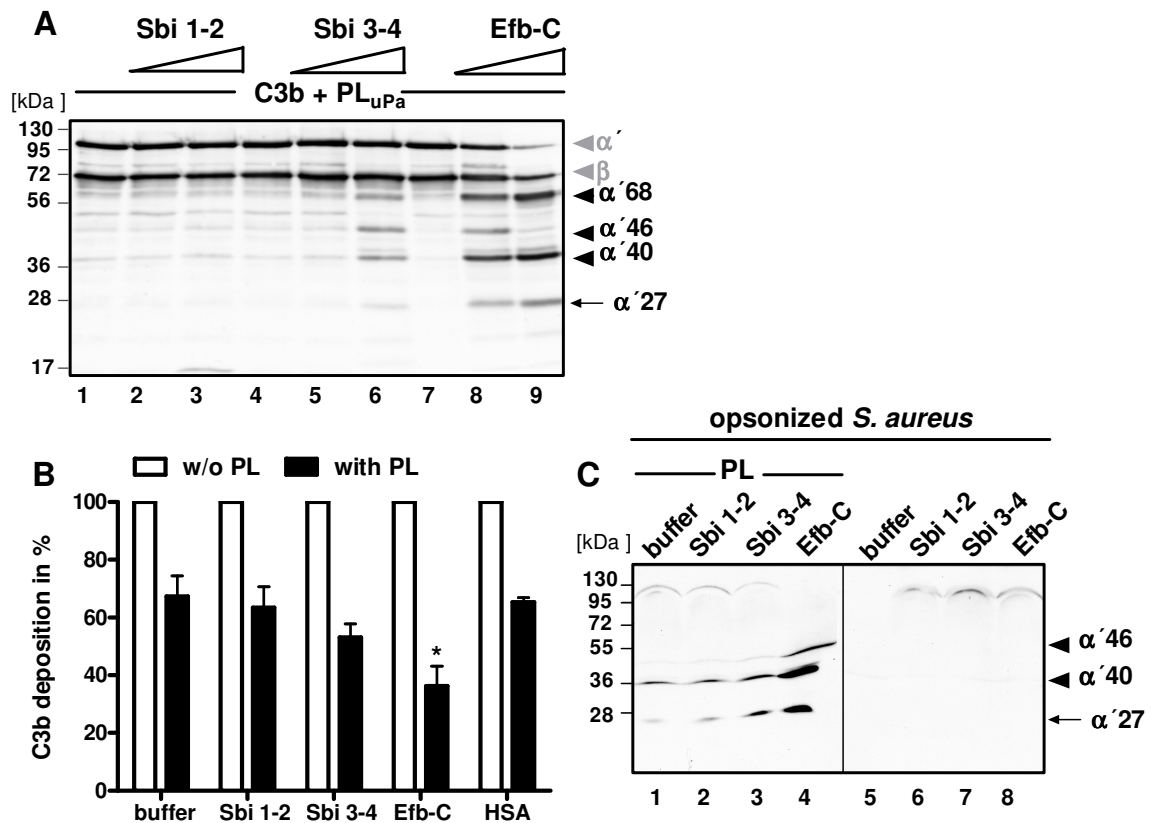 A
Sbi 1-2 Sbi 3-4 Efb-C
[kDa ]
C3b + PLuPa
130
95
72
56
36
28
17
α´
β
α´68
α´46
α´40
α´27
1 2 3 4 5 6 7 8 9
B
w/o PL with PL
C3b deposition in %
100
80
60
40
20
0
*
buffer Sbi 1-2 Sbi 3-4 Efb-C HSA
opsonized S. aureus
C
PL
buffer Sbi 1-2 Sbi 3-4 Efb-C buffer Sbi 1-2 Sbi 3-4 Efb-C
[kDa ]
130
95
72
55
36
28
α´46
α´40
α´27
1 2 3 4 5 6 7 8